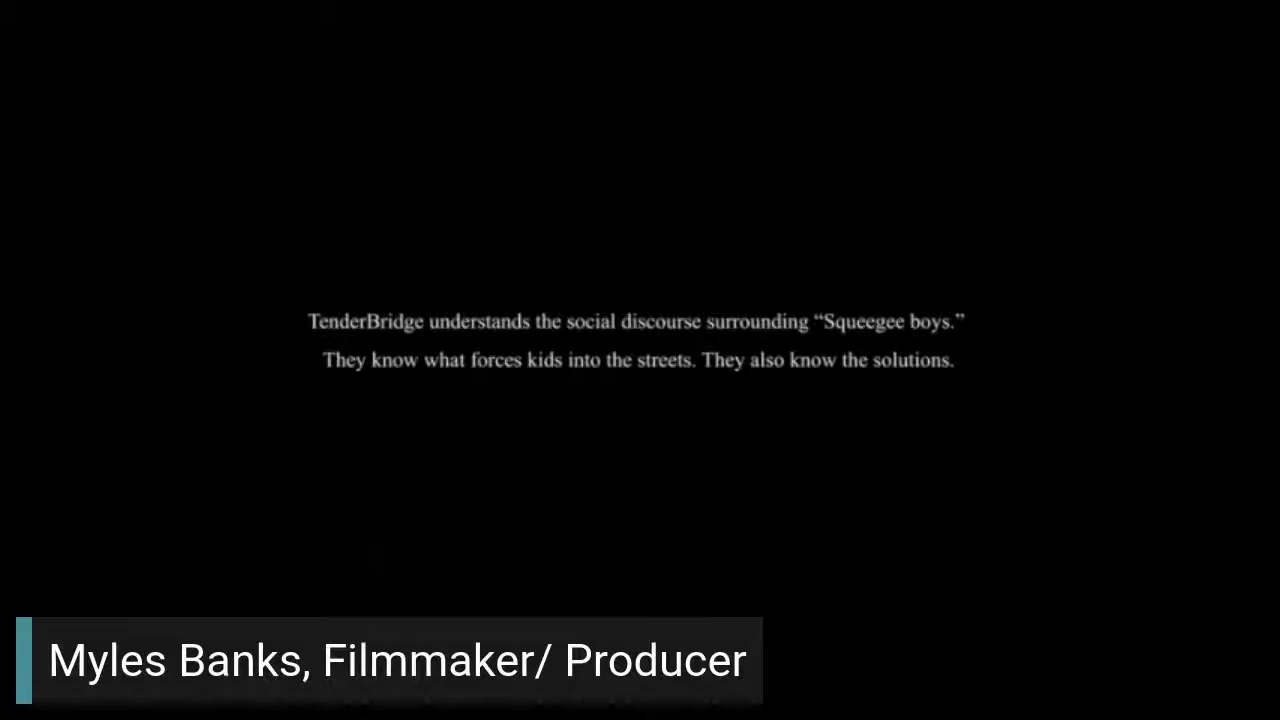 TenderBridge understands the social discourse surrounding “Squeegee boys.”
They know what forces kids into the streets. They also know the solutions.
Myles Banks, Filmmaker/ Producer